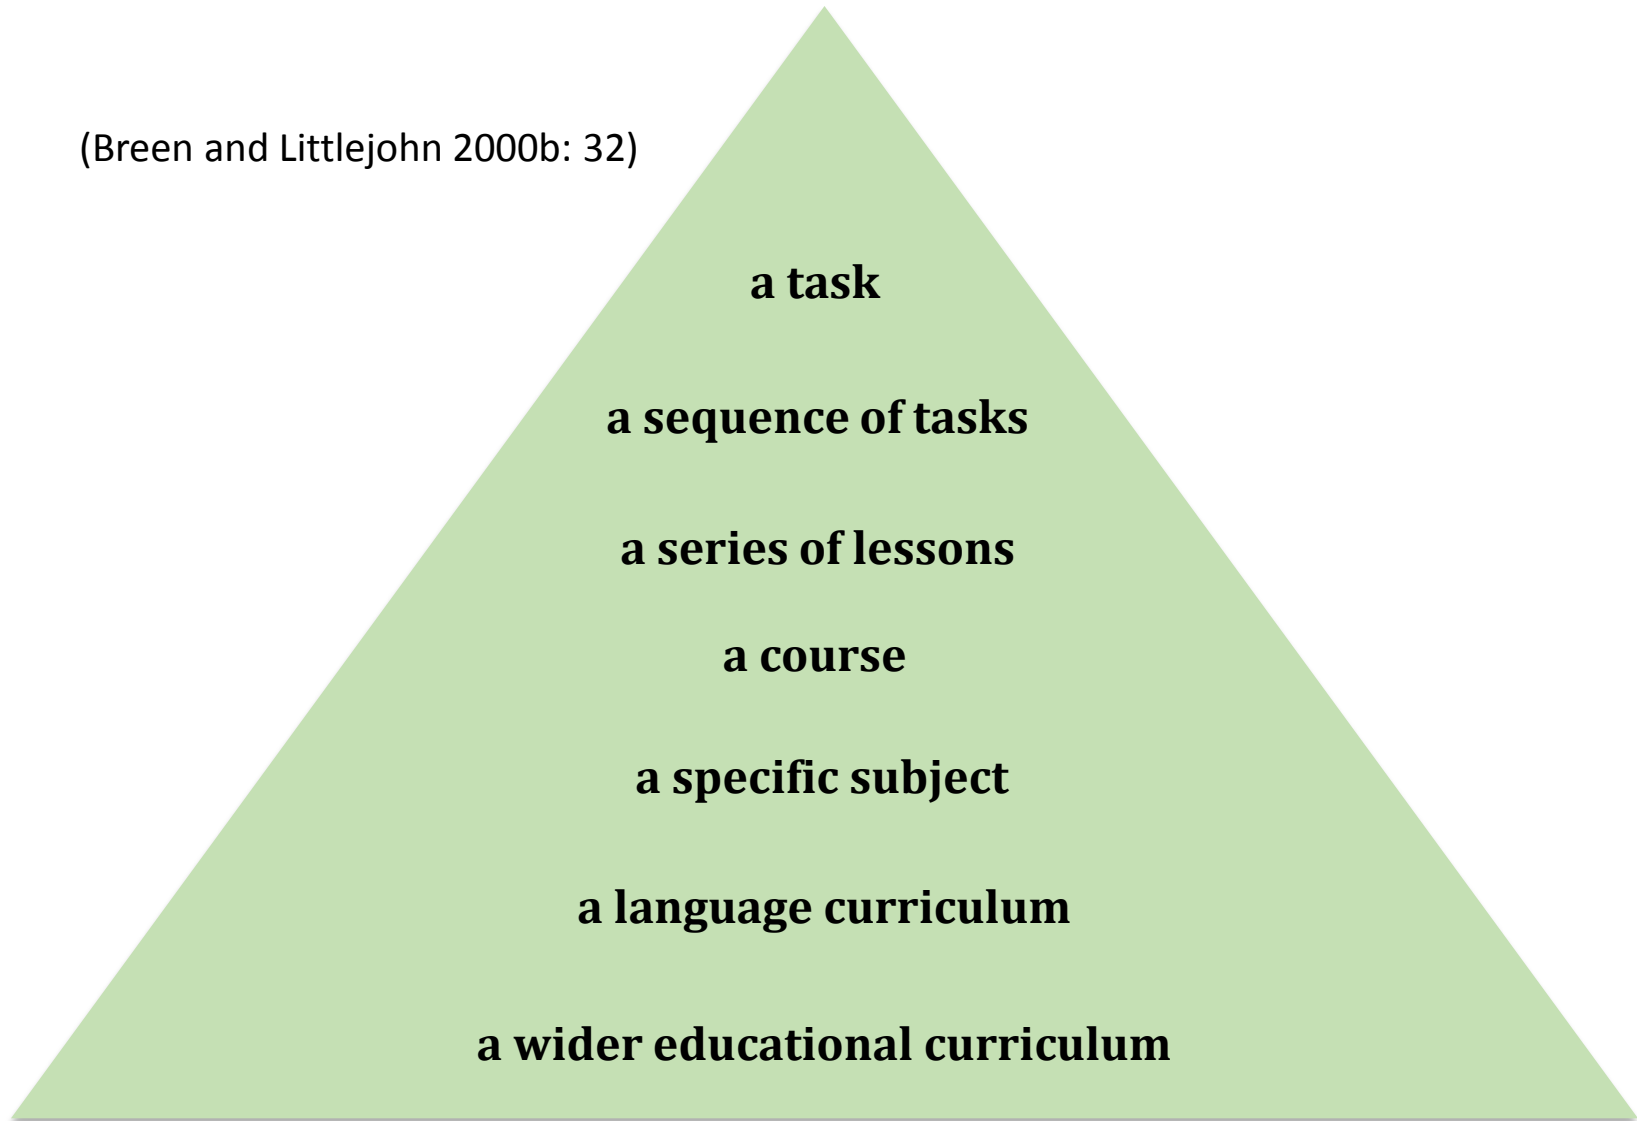 (Breen and Littlejohn 2000b: 32)
a task
a sequence of tasks
a series of lessons
a course
a specific subject
a language curriculum
a wider educational curriculum